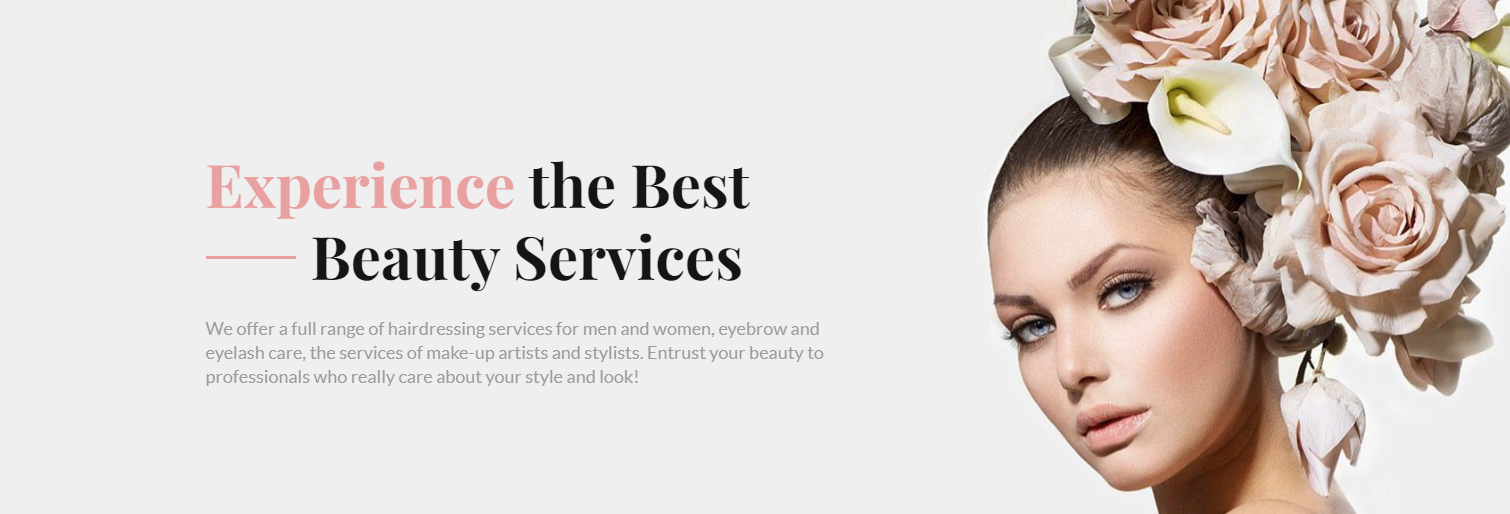 Experience the Best
Beauty Services
We offer a full range of hairdressing services for men and women, eyebrow and
eyelash care, the services of make-up artists and stylists. Entrust your beauty to
professionals who really care about your style and look!